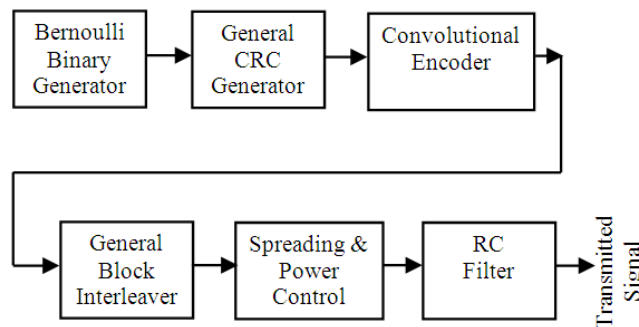 Bernoulli
Binary
Generator
General
CRC
Generator
Convolutional
Encoder
General
Block
Interleaver
Spreading &
Power
Control
RC
Filter
Transmitted
Signal